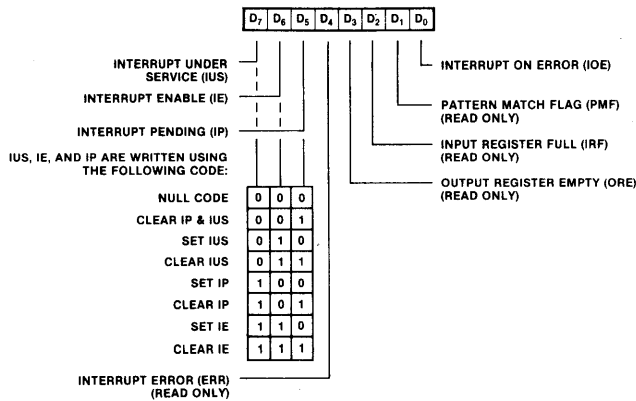 D7 D6 D5 D4 D3 D2 D1 D0
INTERRUPT UNDER
SERVICE (IUS)
INTERRUPT ENABLE (IE)
INTERRUPT PENDING (IP)
IUS, IE, AND IP ARE WRITTEN USING
THE FOLLOWING CODE:
NULL CODE 0 0 0
CLEAR IP & IUS 0 0 1
SET IUS 0 1 0
CLEAR IUS 0 1 1
SET IP 1 0 0
CLEAR IP 1 0 1
SET IE 1 1 0
CLEAR IE 1 1 1
INTERRUPT ERROR (ERR)
(READ ONLY)
INTERRUPT ON ERROR (IOE)
PATTERN MATCH FLAG (PMF)
(READ ONLY)
INPUT REGISTER FULL (IRF)
(READ ONLY)
OUTPUT REGISTER EMPTY (ORE)
(READ ONLY)